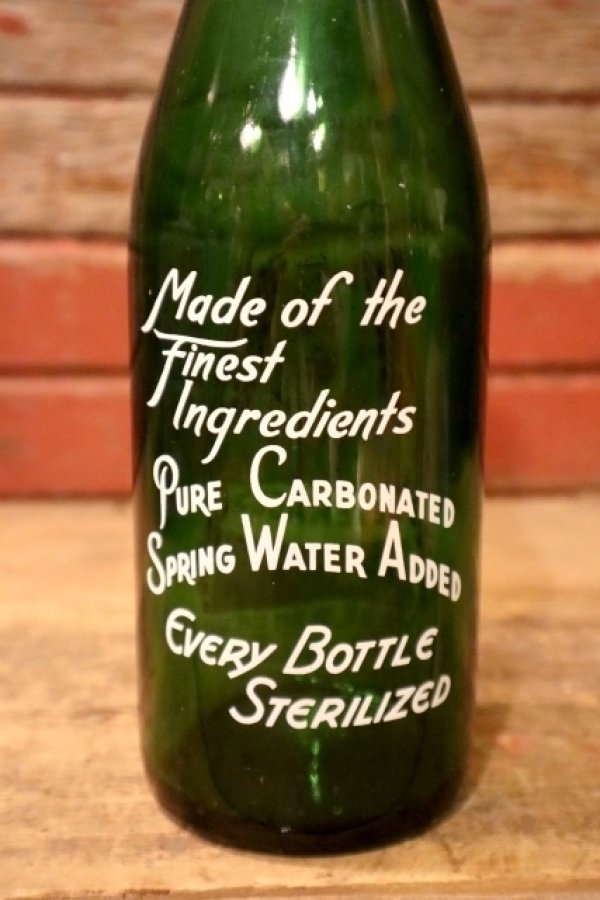 Made of the
Finest
Ingredients
PURE CARBONATED
SPRING WATER ADDED
EVERY BOTTLE
STERILIZED